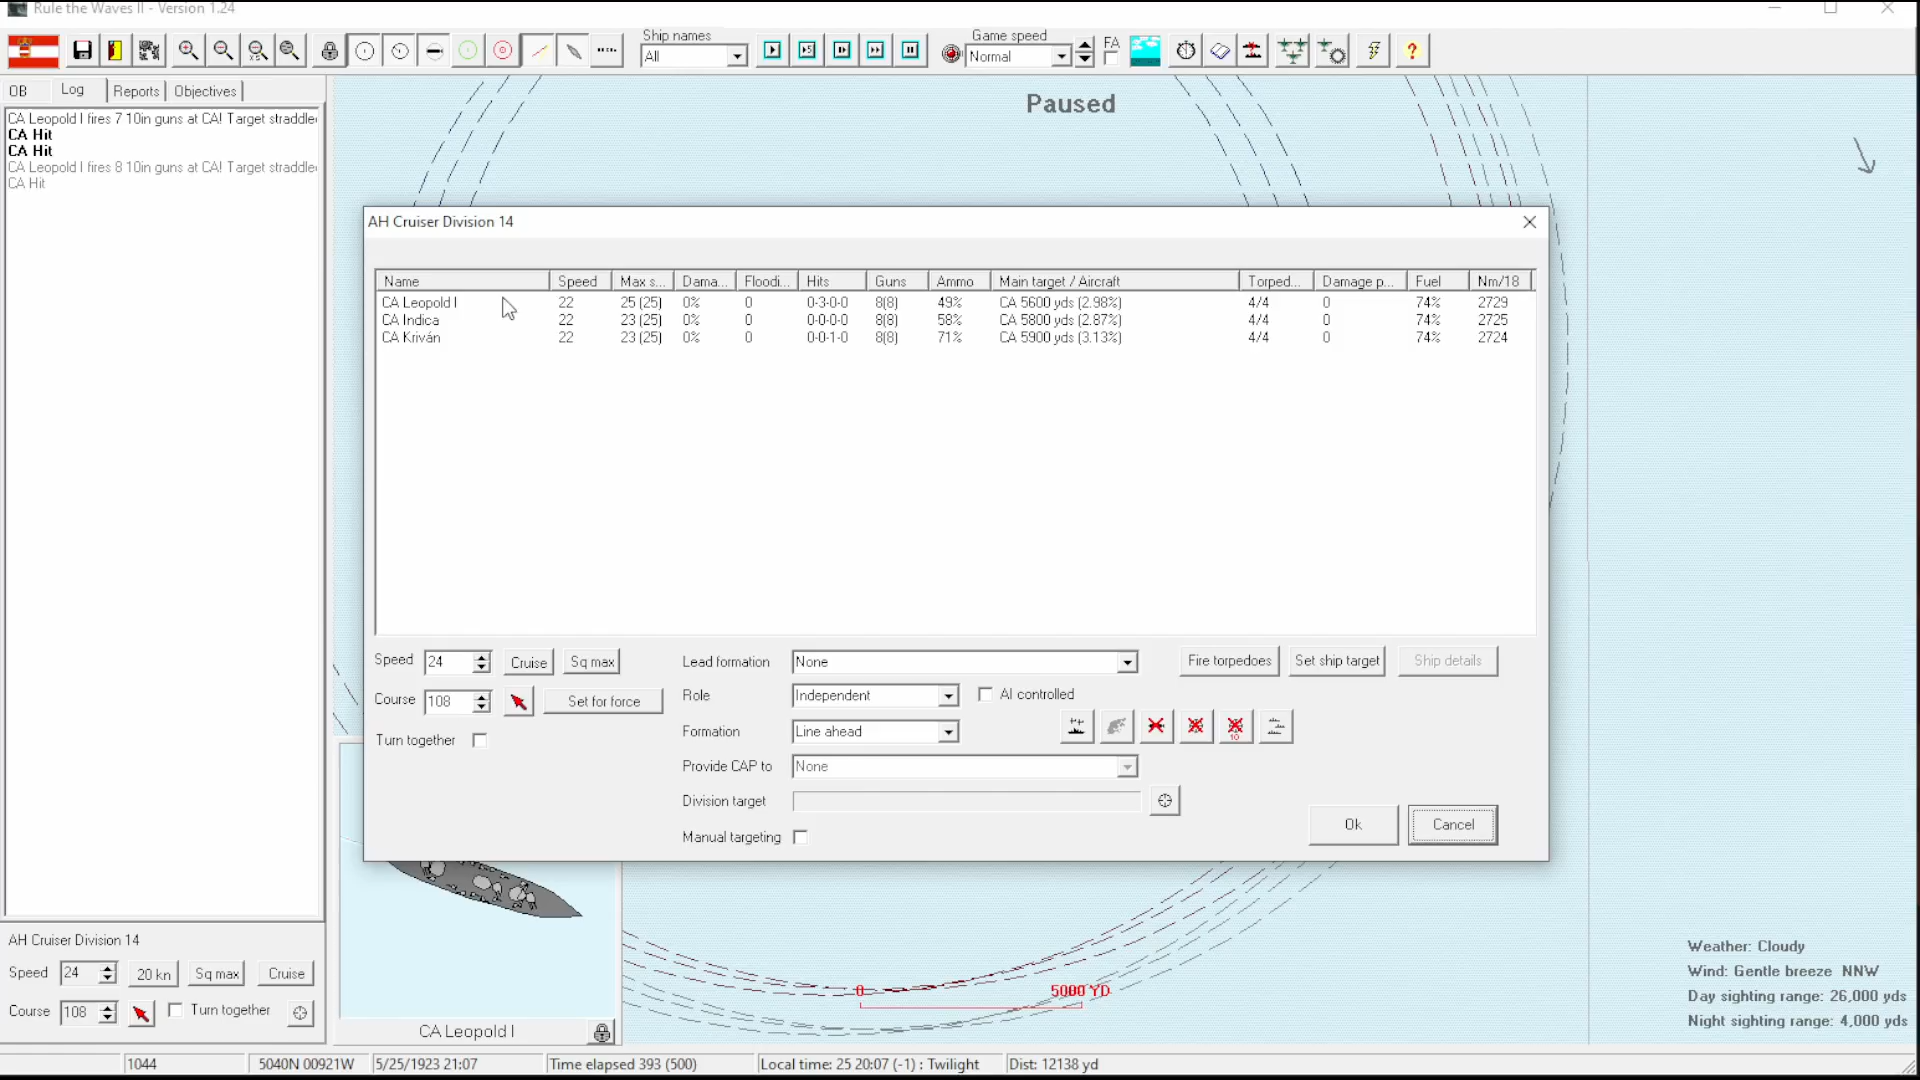 Rule the Waves II - Version 1.24
Ship names
All
Game speed
Normal
FA
OB
Log
Reports
Objectives
CA Leopold I fires 7 10in guns at CA! Target straddle
CA Hit
CA Hit
CA Leopold I fires 8 10in guns at CA! Target straddle
CA Hit
Paused
AH Cruiser Division 14
Name Speed Max s... Dama... Floodi... Hits Guns Ammo Main target / Aircraft Torped... Damage p... Fuel Nm/18
CA Leopold I 22 25 (25) 0% 0 0-3-0-0 8(8) 49% CA 5600 yds (2.98%) 4/4 0 74% 2729
CA Indica 22 23 (25) 0% 0 0-0-0-0 8(8) 58% CA 5800 yds (2.87%) 4/4 0 74% 2725
CA Kriván 22 23 (25) 0% 0 0-0-1-0 8(8) 71% CA 5900 yds (3.13%) 4/4 0 74% 2724
Speed 24 Cruise Sq max
Course 108 Set for force
Turn together
Lead formation None
Role Independent AI controlled
Formation Line ahead
Provide CAP to None
Division target
Manual targeting
Fire torpedoes Set ship target Ship details
10
Ok Cancel
AH Cruiser Division 14
Speed 24 20 kn Sq max Cruise
Course 108 Turn together
CA Leopold I
0 5000 YD
Weather: Cloudy
Wind: Gentle breeze NNW
Day sighting range: 26,000 yds
Night sighting range: 4,000 yds
1044 5040N 00921W 5/25/1923 21:07 Time elapsed 393 (500) Local time: 25 20:07 (-1) : Twilight Dist: 12138 yd